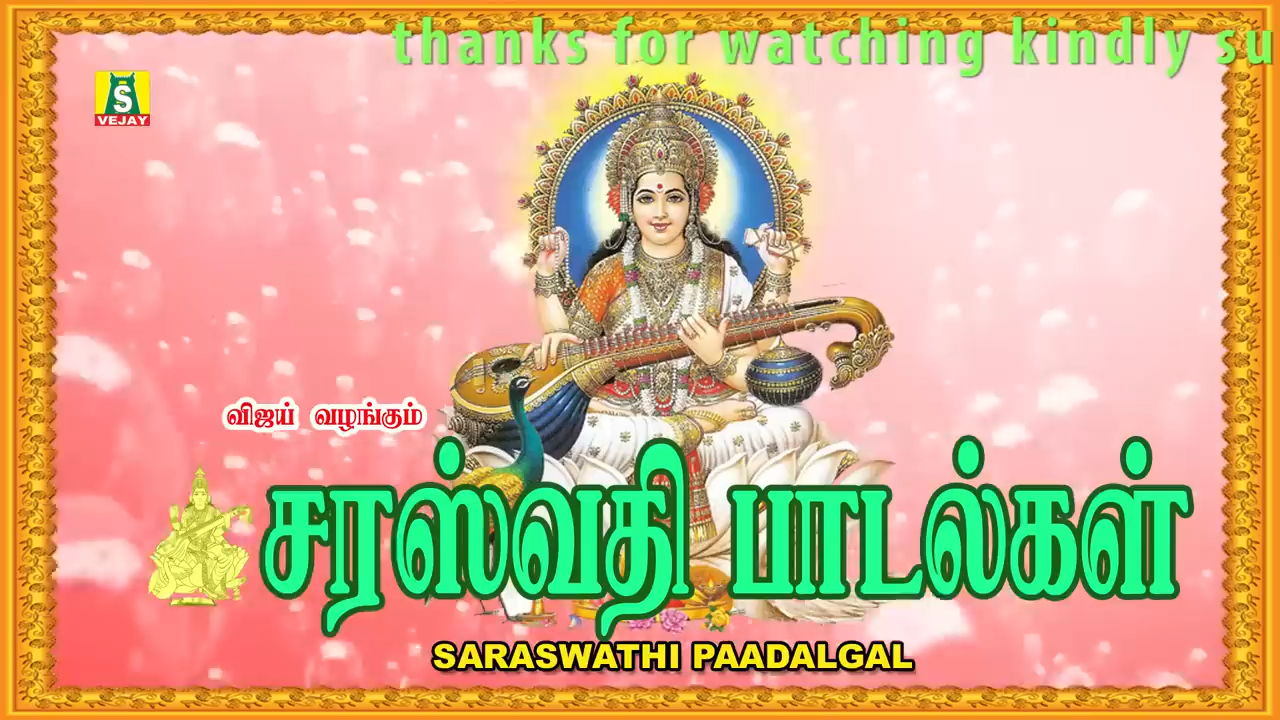 thanks for watching kindly su
S
VEJAY
விஜய் வழங்கும்
சரஸ்வதி பாடல்கள்
SARASWATHI PAADALGAL